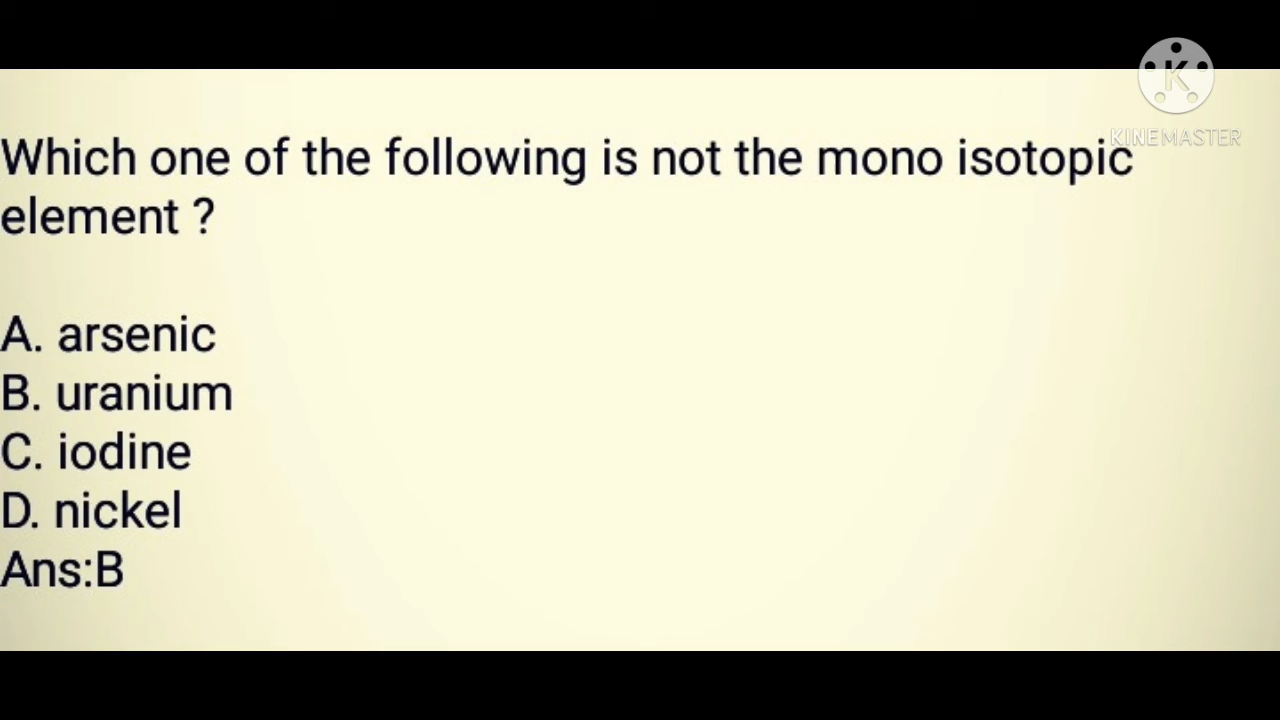 K
KINEMASTER
Which one of the following is not the mono isotopic
element ?
A. arsenic
B. uranium
C. iodine
D. nickel
Ans:B